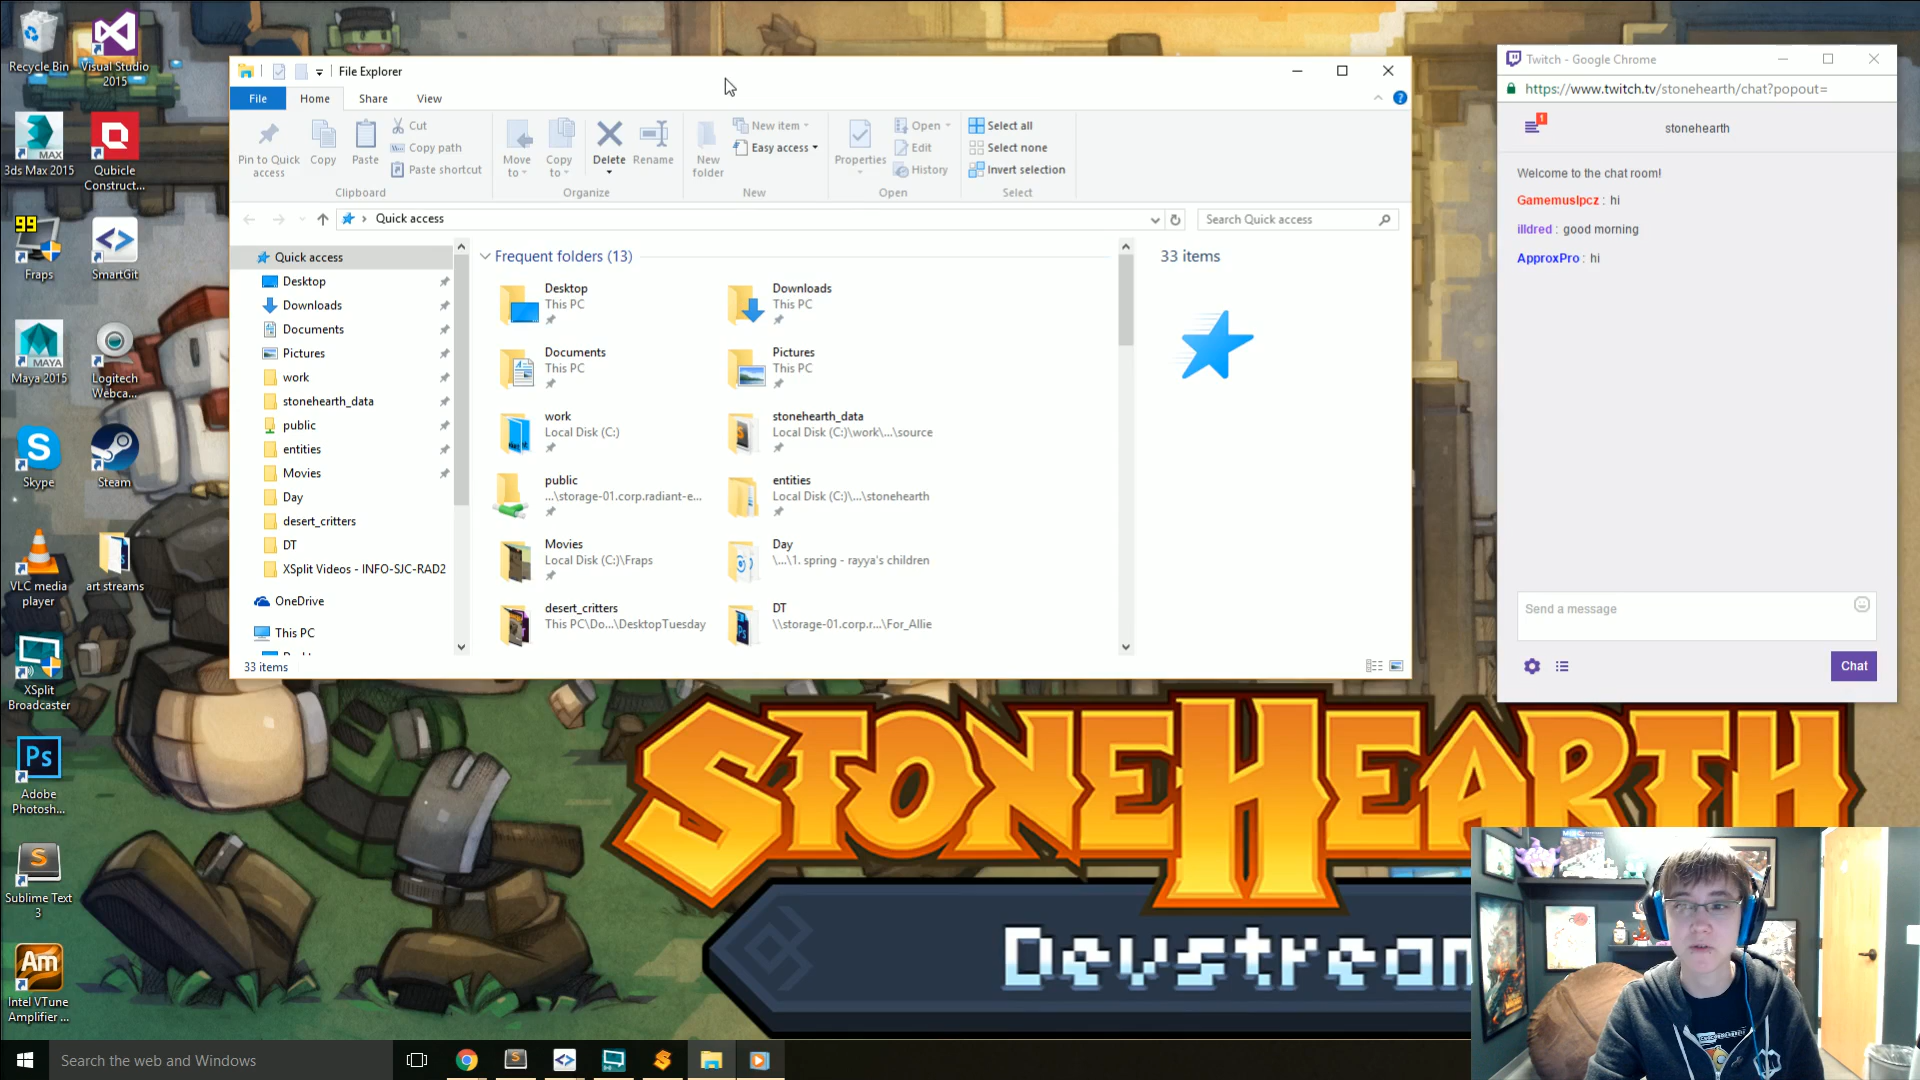 Recycle Bin
Visual Studio
2015
3ds Max 2015
Qubicle
Construct...
99
Fraps
SmartGit
Maya 2015
Logitech
Webca...
Skype
Steam
VLC media
player
art streams
XSplit
Broadcaster
Adobe
Photosh...
Sublime Text
3
Intel VTune
Amplifier ...
File Explorer
File
Home
Share
View
Pin to Quick
access
Copy
Paste
Cut
Copy path
Paste shortcut
Clipboard
Move
to
Copy
to
Delete
Rename
Organize
New
folder
New item
Easy access
New
Properties
Open
Edit
History
Open
Select all
Select none
Invert selection
Select
Quick access
Search Quick access
Quick access
Desktop
Downloads
Documents
Pictures
work
stonehearth_data
public
entities
Movies
Day
desert_critters
DT
XSplit Videos - INFO-SJC-RAD2
OneDrive
This PC
33 items
Frequent folders (13)
Desktop
This PC
Downloads
This PC
Documents
This PC
Pictures
This PC
work
Local Disk (C:)
stonehearth_data
Local Disk (C:)\work\...\source
public
...\storage-01.corp.radiant-e...
entities
Local Disk (C:)\...\stonehearth
Movies
Local Disk (C:)\Fraps
Day
\...\1. spring - rayya's children
desert_critters
This PC\Do...\DesktopTuesday
DT
\\storage-01.corp.r...\For_Allie
33 items
Twitch - Google Chrome
https://www.twitch.tv/stonehearth/chat?popout=
1
stonehearth
Welcome to the chat room!
Gamemuslpcz : hi
illdred : good morning
ApproxPro : hi
Send a message
Chat
STONEHEARTH
Devstream
Search the web and Windows